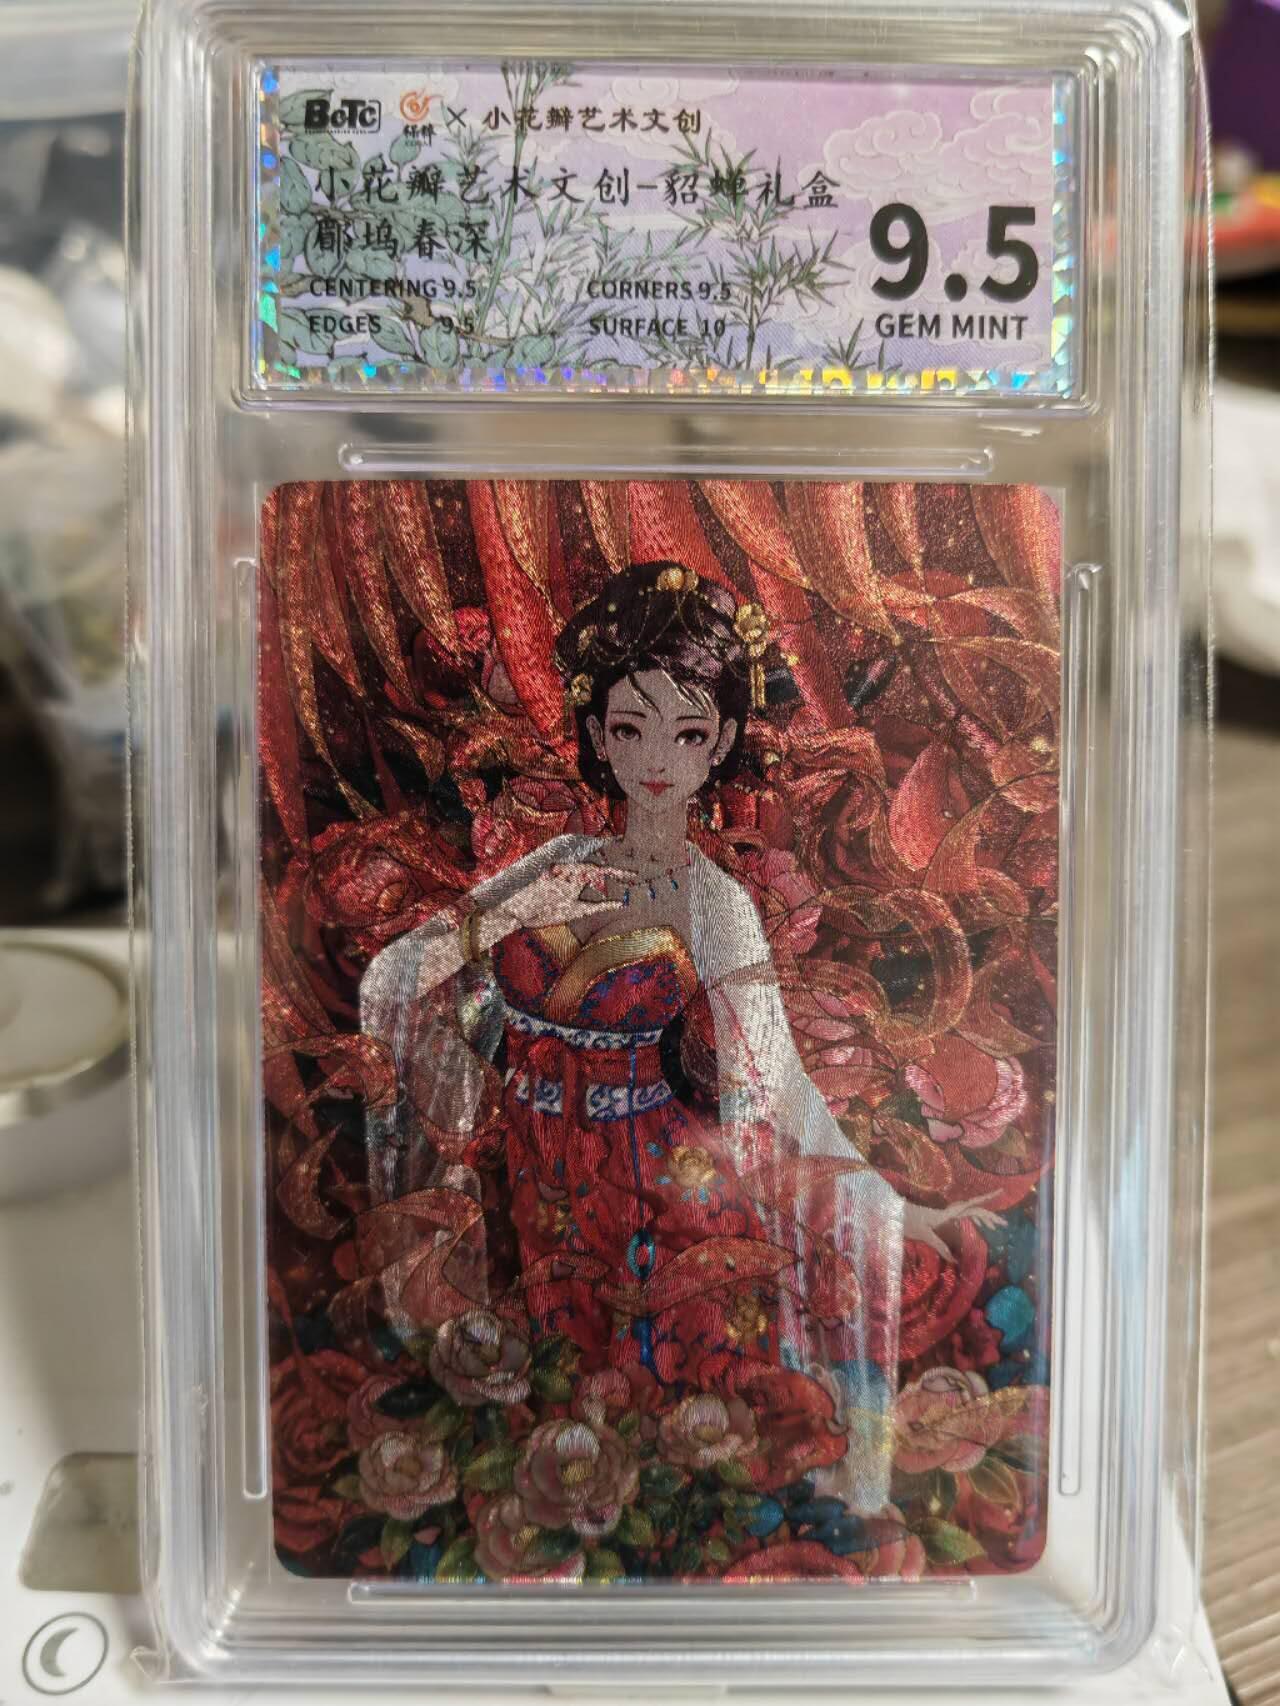 BCTC 保粹 × 小花瓣艺术文创
小花瓣艺术文创-貂蝉礼盒
郿坞春深
CENTERING 9.5 CORNERS 9.5
EDGES 9.5 SURFACE 10
9.5
GEM MINT